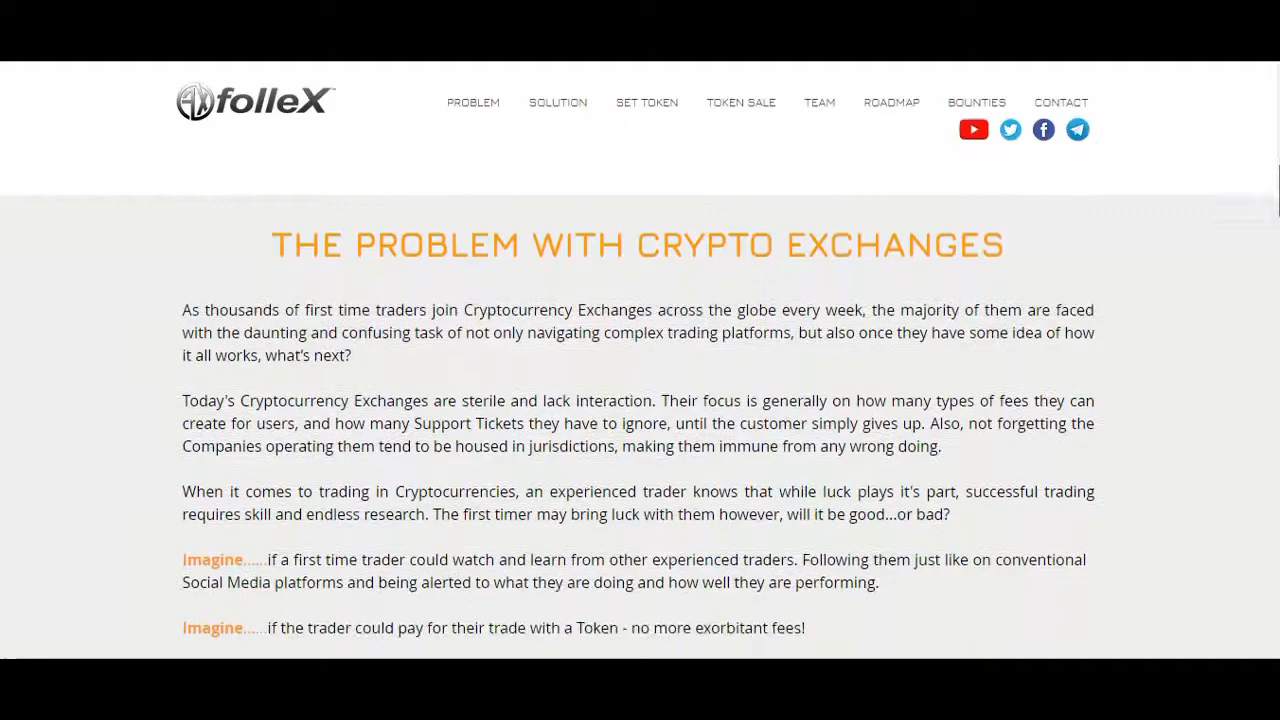 folleX™
PROBLEM SOLUTION SET TOKEN TOKEN SALE TEAM ROADMAP BOUNTIES CONTACT
THE PROBLEM WITH CRYPTO EXCHANGES
As thousands of first time traders join Cryptocurrency Exchanges across the globe every week, the majority of them are faced
with the daunting and confusing task of not only navigating complex trading platforms, but also once they have some idea of how
it all works, what's next?
Today's Cryptocurrency Exchanges are sterile and lack interaction. Their focus is generally on how many types of fees they can
create for users, and how many Support Tickets they have to ignore, until the customer simply gives up. Also, not forgetting the
Companies operating them tend to be housed in jurisdictions, making them immune from any wrong doing.
When it comes to trading in Cryptocurrencies, an experienced trader knows that while luck plays it's part, successful trading
requires skill and endless research. The first timer may bring luck with them however, will it be good...or bad?
Imagine......if a first time trader could watch and learn from other experienced traders. Following them just like on conventional
Social Media platforms and being alerted to what they are doing and how well they are performing.
Imagine......if the trader could pay for their trade with a Token - no more exorbitant fees!